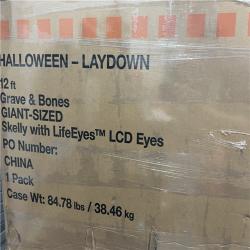 HALLOWEEN – LAYDOWN
12 ft
Grave & Bones
GIANT-SIZED
Skelly with LifeEyes™ LCD Eyes
PO Number:
CHINA
1 Pack
Case Wt: 84.78 lbs / 38.46 kg